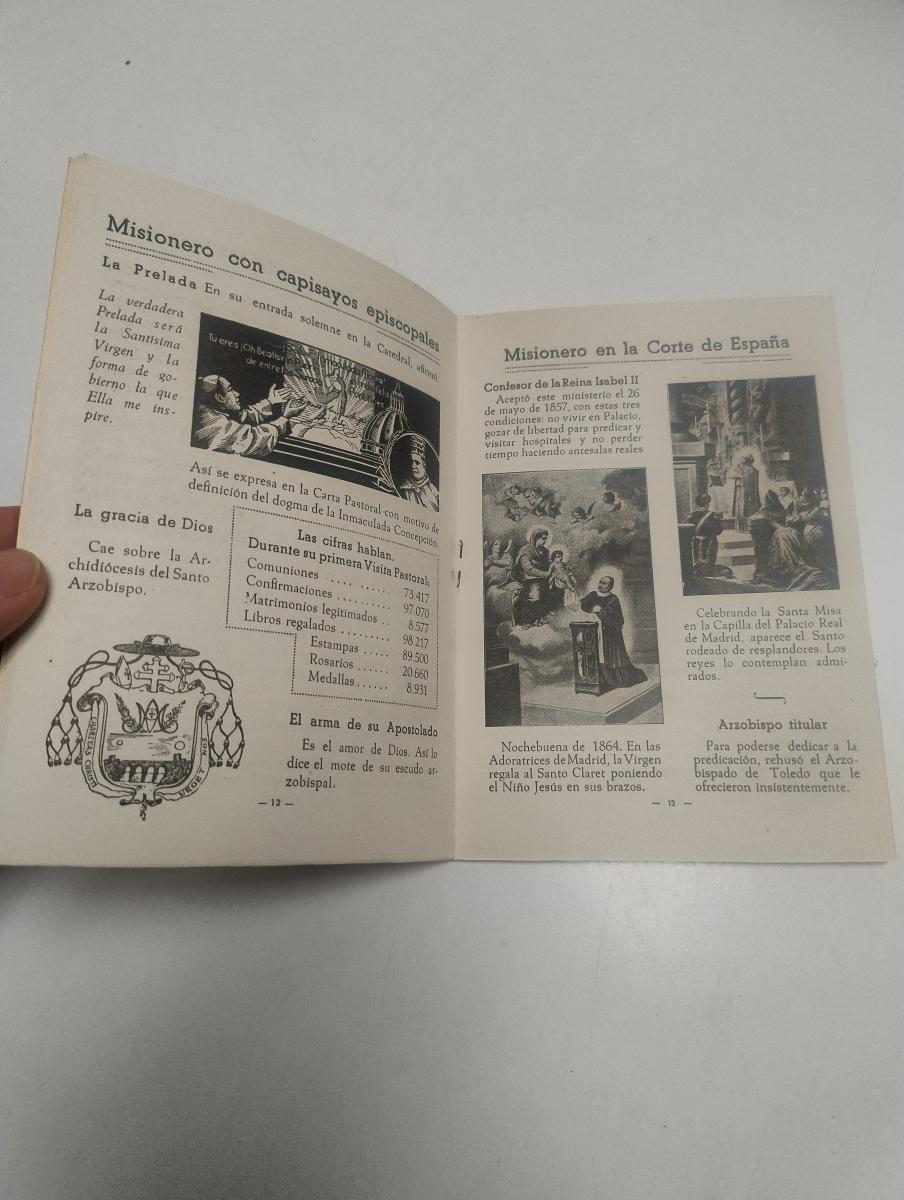 Misionero con capisayos episcopales
La Prelada En su entrada solemne en la Catedral, afirmó:
La verdadera
Prelada será
la Santísima
Virgen y la
forma de go-
bierno la que
Ella me ins-
pire.
Tu eres ¡Oh Beatís
de entre
Así se expresa en la Carta Pastoral con motivo de
definición del dogma de la Inmaculada Concepción.
La gracia de Dios
Cae sobre la Ar-
chidiócesis del Santo
Arzobispo.
Las cifras hablan.
Durante su primera Visita Pastoral:
Comuniones .... ...... 73.417
Confirmaciones ......... 97.070
Matrimonios legitimados .. 8.577
Libros regalados ......... 98.217
Estampas ..... 89.500
Rosarios ...... 20.660
Medallas ...... 8.931
El arma de su Apostolado
Es el amor de Dios. Así lo
dice el mote de su escudo ar-
zobispal.
CHARITAS CHRISTI URGET NOS
— 12 —
Misionero en la Corte de España
Confesor de la Reina Isabel II
Aceptó este ministerio el 26
de mayo de 1857, con estas tres
condiciones: no vivir en Palacio,
gozar de libertad para predicar y
visitar hospitales y no perder
tiempo haciendo antesalas reales
Nochebuena de 1864. En las
Adoratrices de Madrid, la Virgen
regala al Santo Claret poniendo
el Niño Jesús en sus brazos.
Celebrando la Santa Misa
en la Capilla del Palacio Real
de Madrid, aparece el Santo
rodeado de resplandores. Los
reyes lo contemplan admi-
rados.
Arzobispo titular
Para poderse dedicar a la
predicación, rehusó el Arzo-
bispado de Toledo que le
ofrecieron insistentemente.
— 13 —